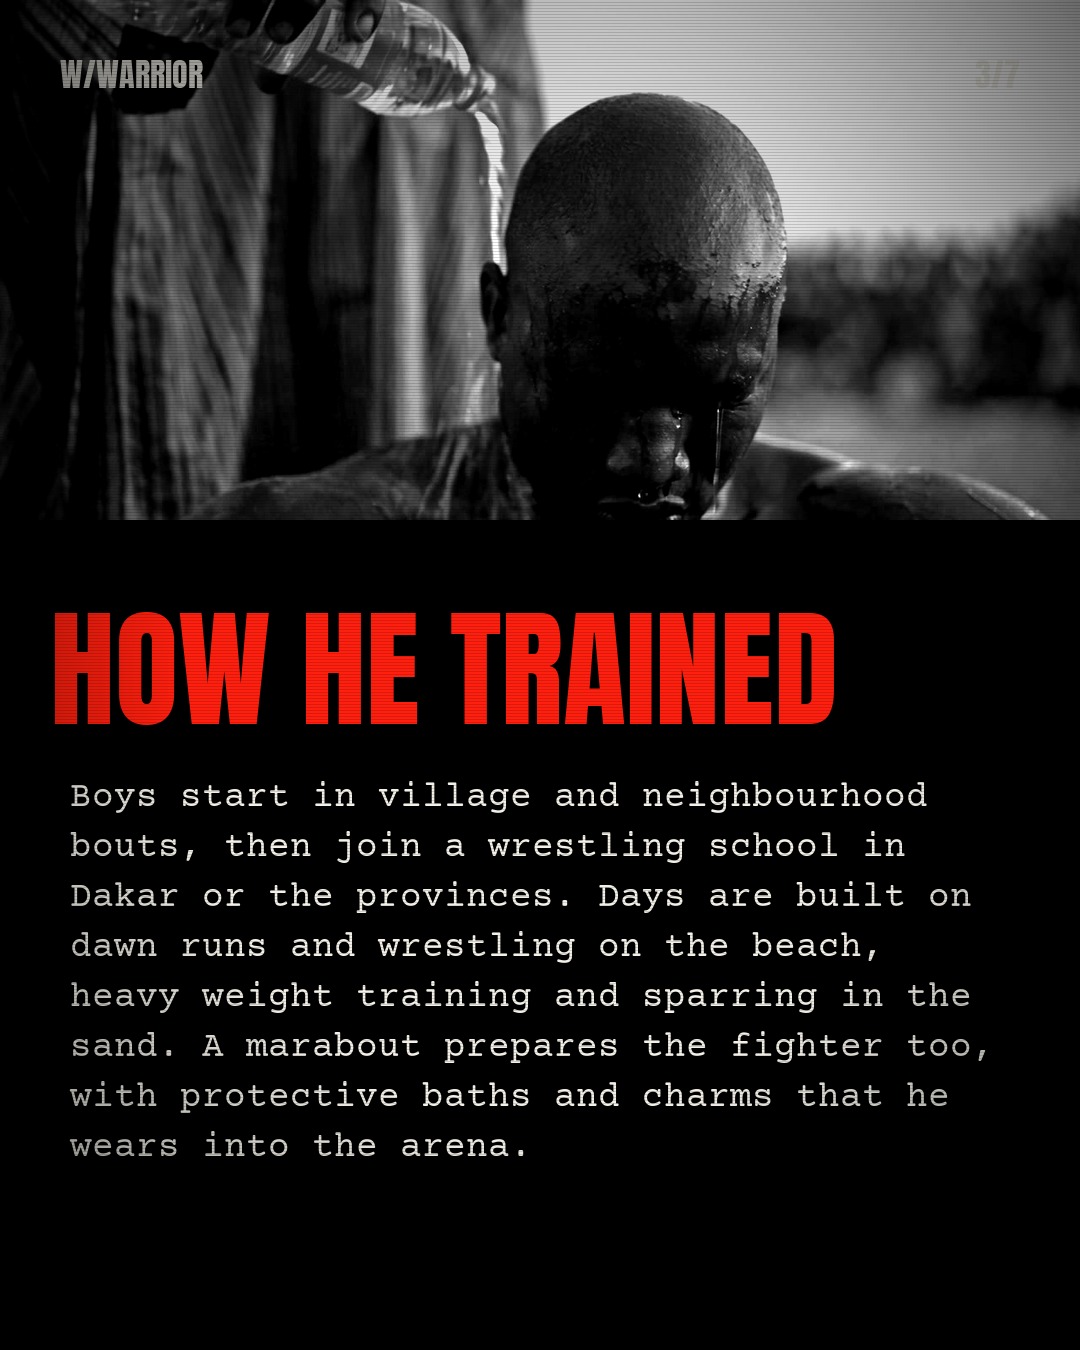 W/WARRIOR
3/7
HOW HE TRAINED
Boys start in village and neighbourhood
bouts, then join a wrestling school in
Dakar or the provinces. Days are built on
dawn runs and wrestling on the beach,
heavy weight training and sparring in the
sand. A marabout prepares the fighter too,
with protective baths and charms that he
wears into the arena.